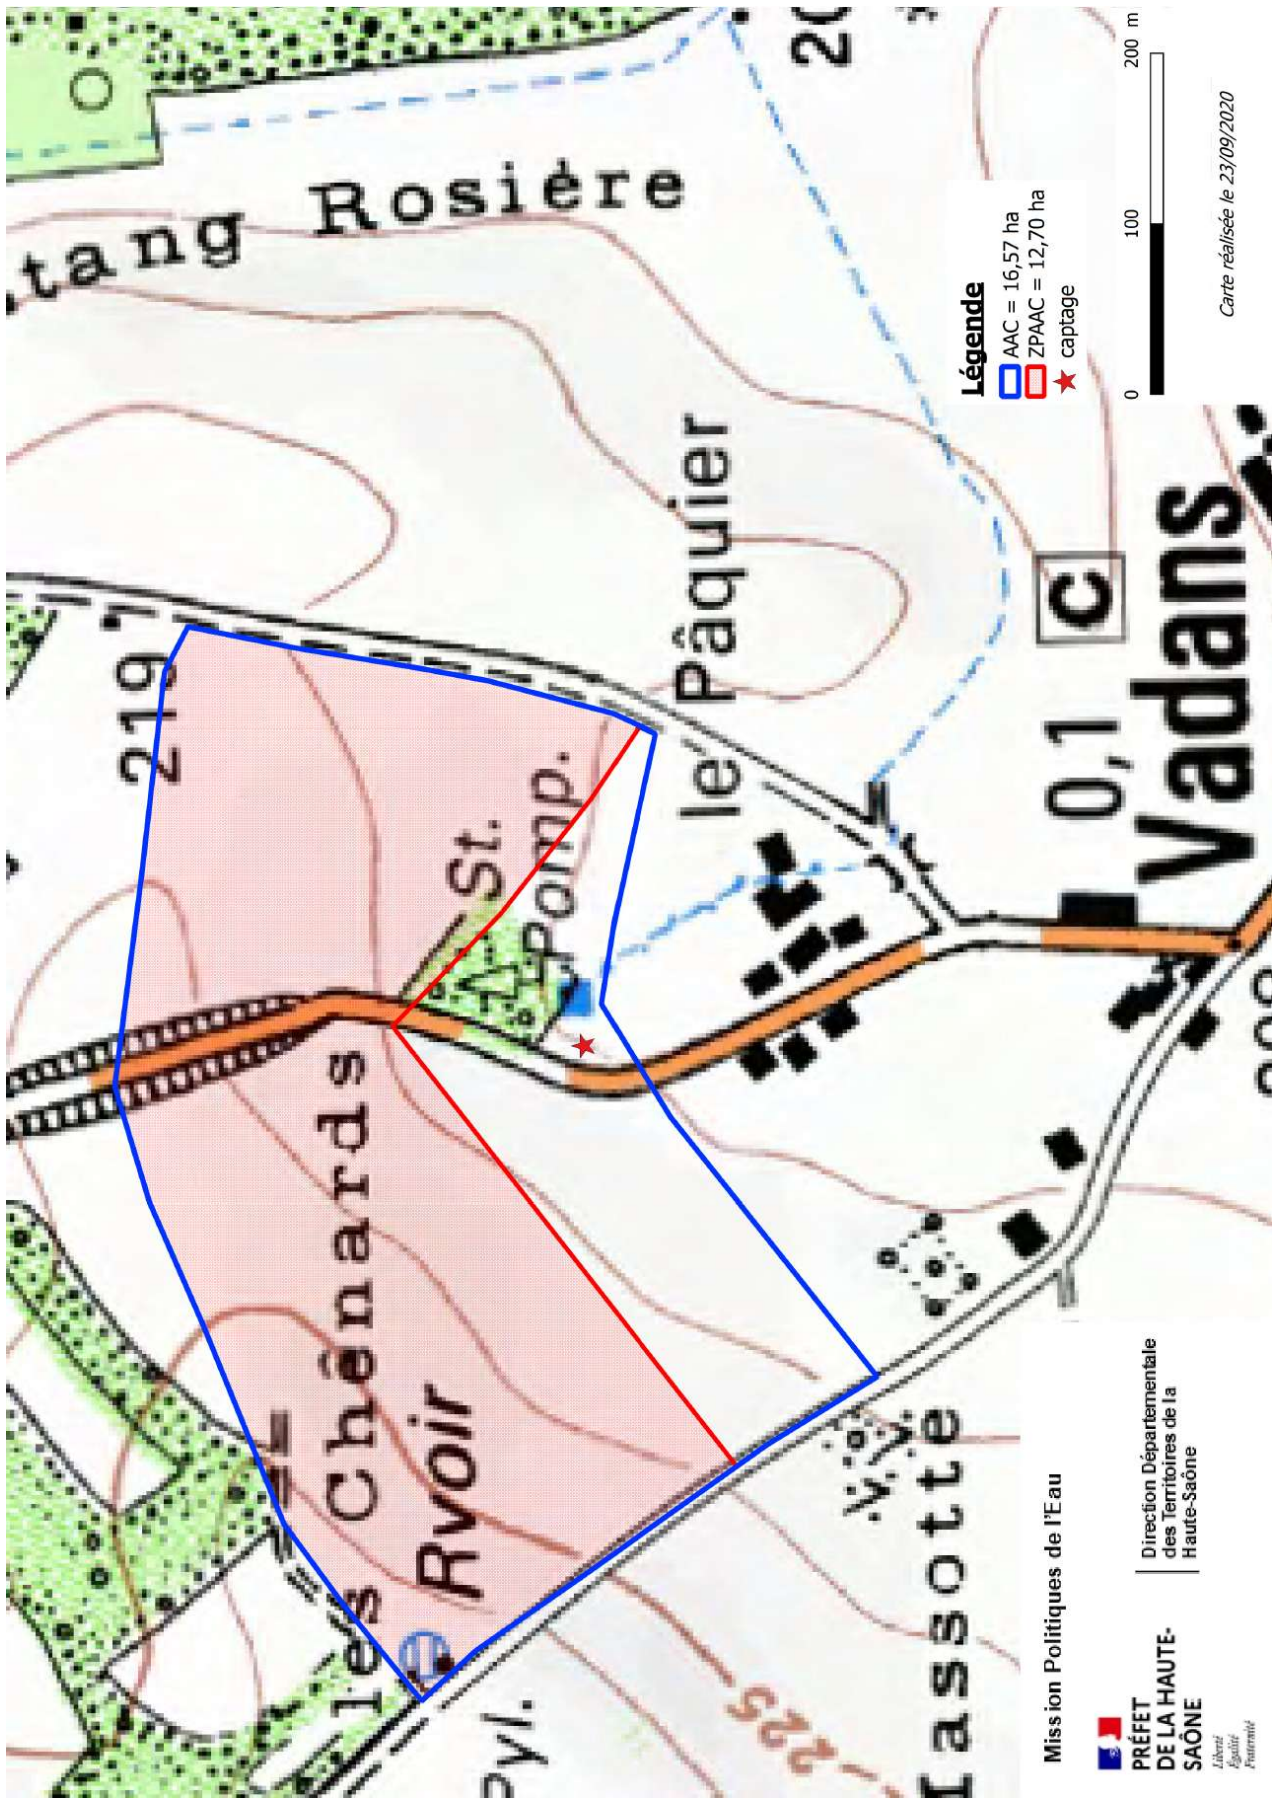 les Chênards
Rvoir
219
St.
Pomp.
tang Rosière
le Pâquier
Pyl.
225
V.V.
0,1
C
Vadans
Légende
AAC = 16,57 ha
ZPAAC = 12,70 ha
captage
0 100 200 m
Carte réalisée le 23/09/2020
Mission Politiques de l'Eau
PRÉFET
DE LA HAUTE-
SAÔNE
Liberté
Égalité
Fraternité
Direction Départementale
des Territoires de la
Haute-Saône